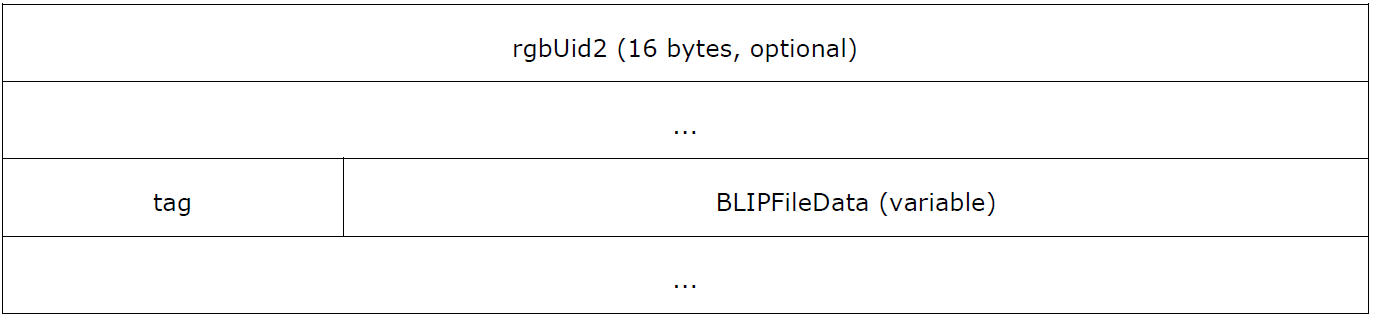 rgbUid2 (16 bytes, optional)
...
tag
BLIPFileData (variable)
...